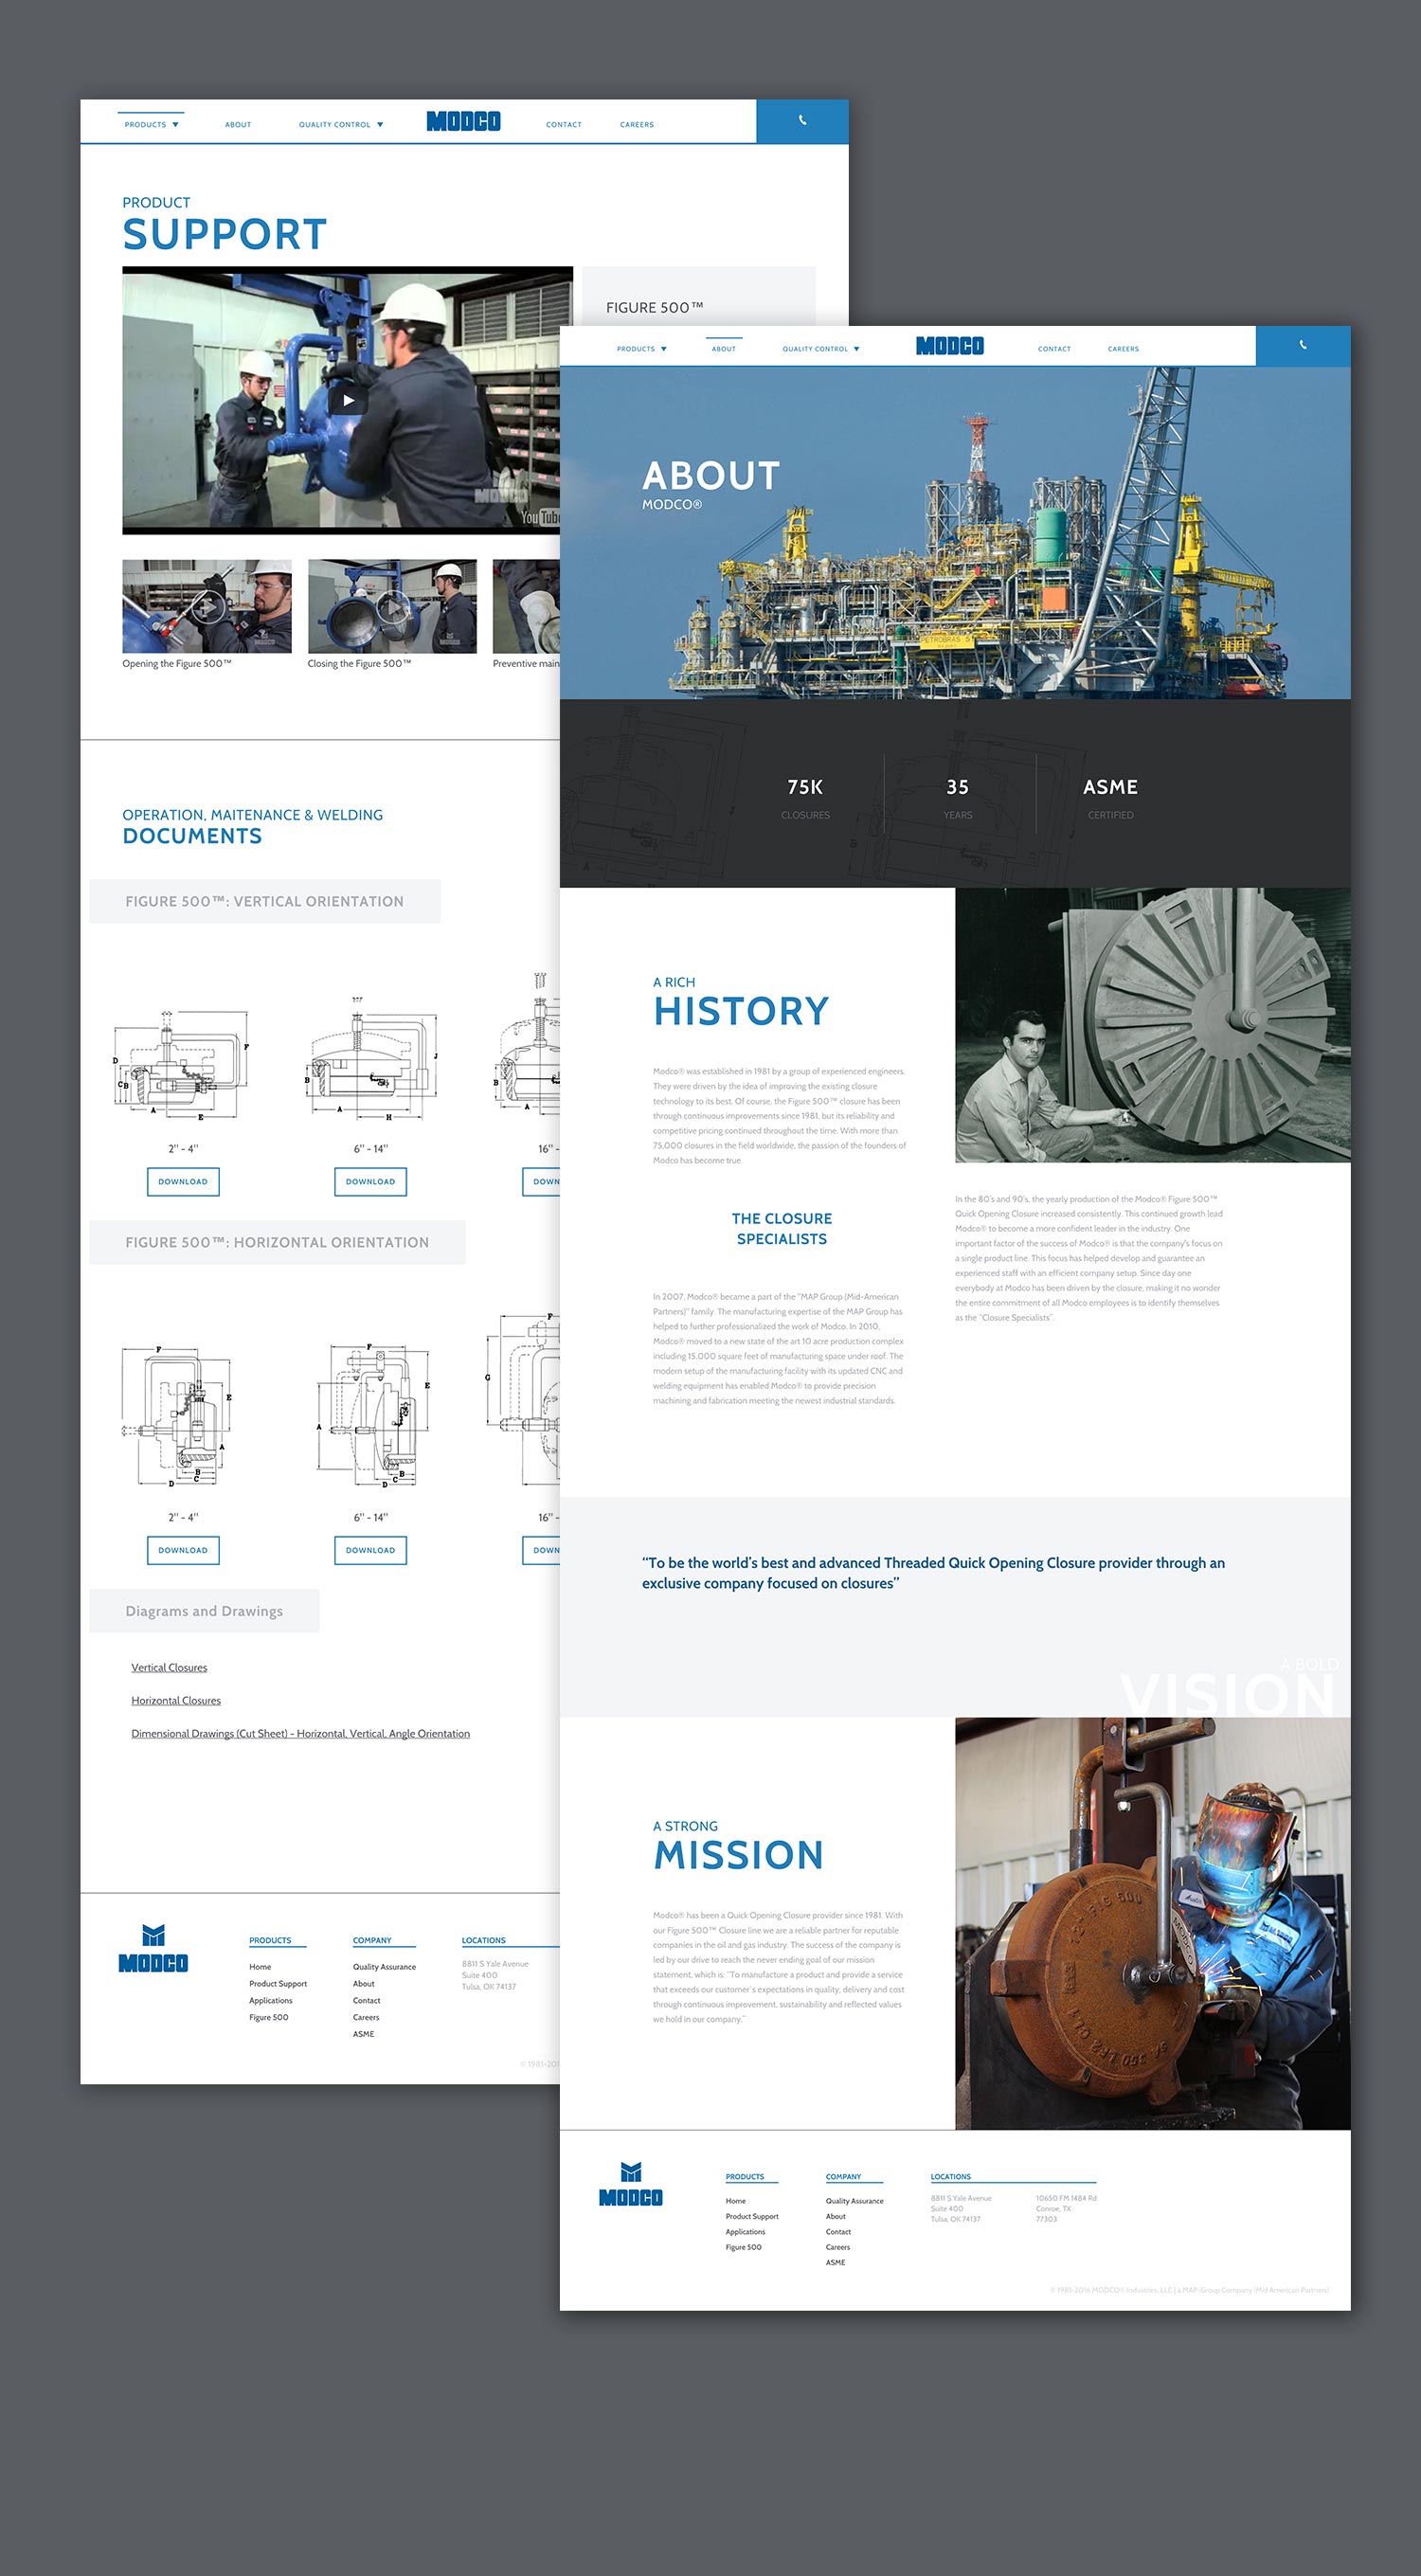 PRODUCTS ▼ ABOUT QUALITY CONTROL ▼ MODCO CONTACT CAREERS
PRODUCT
SUPPORT
FIGURE 500™
MODCO
YouTube
Opening the Figure 500™
Closing the Figure 500™
Preventive main
OPERATION, MAITENANCE & WELDING
DOCUMENTS
FIGURE 500™: VERTICAL ORIENTATION
D F C B A E
B J A H
B A
2" - 4"
6" - 14"
16" -
DOWNLOAD
DOWNLOAD
DOWN
FIGURE 500™: HORIZONTAL ORIENTATION
F E A B C D
F E A B C D
F G
2" - 4"
6" - 14"
16" -
DOWNLOAD
DOWNLOAD
DOWN
Diagrams and Drawings
Vertical Closures
Horizontal Closures
Dimensional Drawings (Cut Sheet) - Horizontal, Vertical, Angle Orientation
MODCO
PRODUCTS
Home
Product Support
Applications
Figure 500
COMPANY
Quality Assurance
About
Contact
Careers
ASME
LOCATIONS
8811 S Yale Avenue
Suite 400
Tulsa, OK 74137
© 1981-201
PRODUCTS ▼ ABOUT QUALITY CONTROL ▼ MODCO CONTACT CAREERS
ABOUT
MODCO®
PETROBRAS 51
75K
CLOSURES
35
YEARS
ASME
CERTIFIED
A RICH
HISTORY
Modco® was established in 1981 by a group of experienced engineers.
They were driven by the idea of improving the existing closure
technology to its best. Of course, the Figure 500™ closure has been
through continuous improvements since 1981, but its reliability and
competitive pricing continued throughout the time. With more than
75,000 closures in the field worldwide, the passion of the founders of
Modco has become true.
THE CLOSURE
SPECIALISTS
In 2007, Modco® became a part of the "MAP Group (Mid-American
Partners)" family. The manufacturing expertise of the MAP Group has
helped to further professionalized the work of Modco. In 2010,
Modco® moved to a new state of the art 10 acre production complex
including 15,000 square feet of manufacturing space under roof. The
modern setup of the manufacturing facility with its updated CNC and
welding equipment has enabled Modco® to provide precision
machining and fabrication meeting the newest industrial standards.
In the 80's and 90's, the yearly production of the Modco® Figure 500™
Quick Opening Closure increased consistently. This continued growth lead
Modco® to become a more confident leader in the industry. One
important factor of the success of Modco® is that the company's focus on
a single product line. This focus has helped develop and guarantee an
experienced staff with an efficient company setup. Since day one
everybody at Modco has been driven by the closure, making it no wonder
the entire commitment of all Modco employees is to identify themselves
as the "Closure Specialists".
"To be the world's best and advanced Threaded Quick Opening Closure provider through an
exclusive company focused on closures"
A BOLD
VISION
A STRONG
MISSION
Modco® has been a Quick Opening Closure provider since 1981. With
our Figure 500™ Closure line we are a reliable partner for reputable
companies in the oil and gas industry. The success of the company is
led by our drive to reach the never ending goal of our mission
statement, which is: "To manufacture a product and provide a service
that exceeds our customer's expectations in quality, delivery and cost
through continuous improvement, sustainability and reflected values
we hold in our company."
MODCO
MODCO
PRODUCTS
Home
Product Support
Applications
Figure 500
COMPANY
Quality Assurance
About
Contact
Careers
ASME
LOCATIONS
8811 S Yale Avenue
Suite 400
Tulsa, OK 74137
10650 FM 1484 Rd
Conroe, TX
77303
© 1981-2016 MODCO® Industries, LLC | a MAP-Group Company (Mid American Partners)